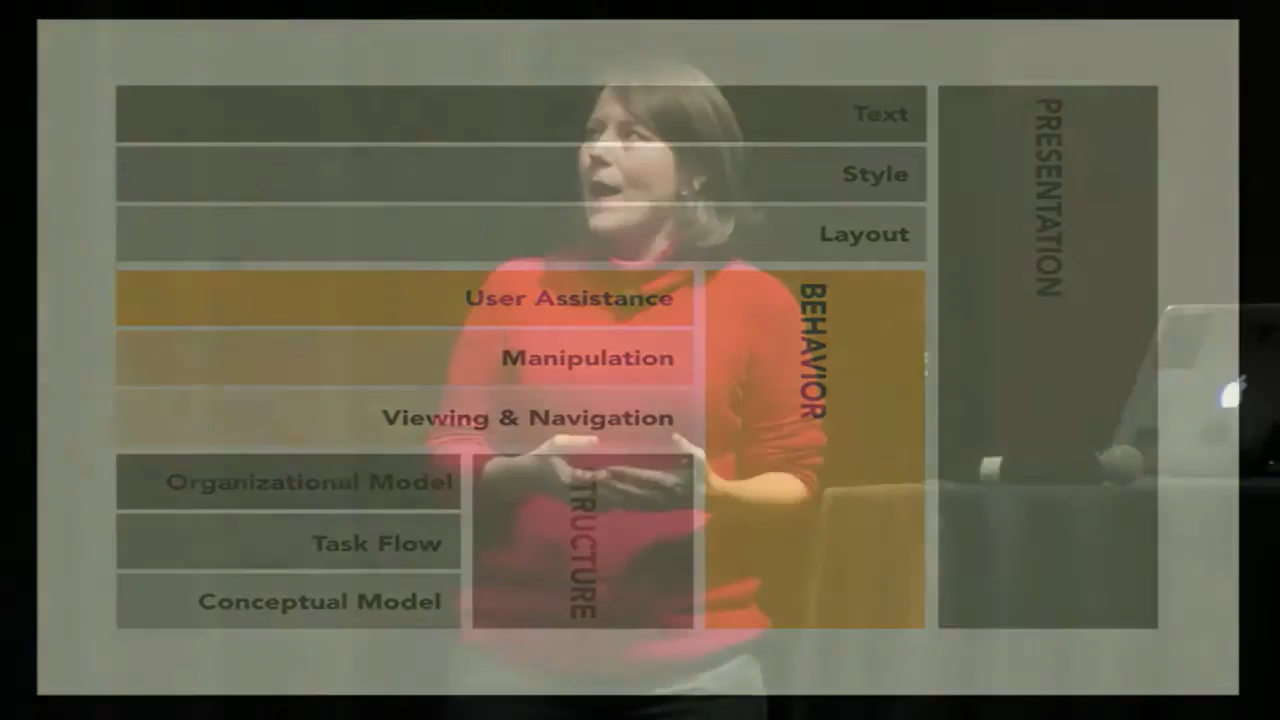 Text
Style
Layout
PRESENTATION
User Assistance
Manipulation
Viewing & Navigation
BEHAVIOR
Organizational Model
Task Flow
Conceptual Model
TRUCTURE